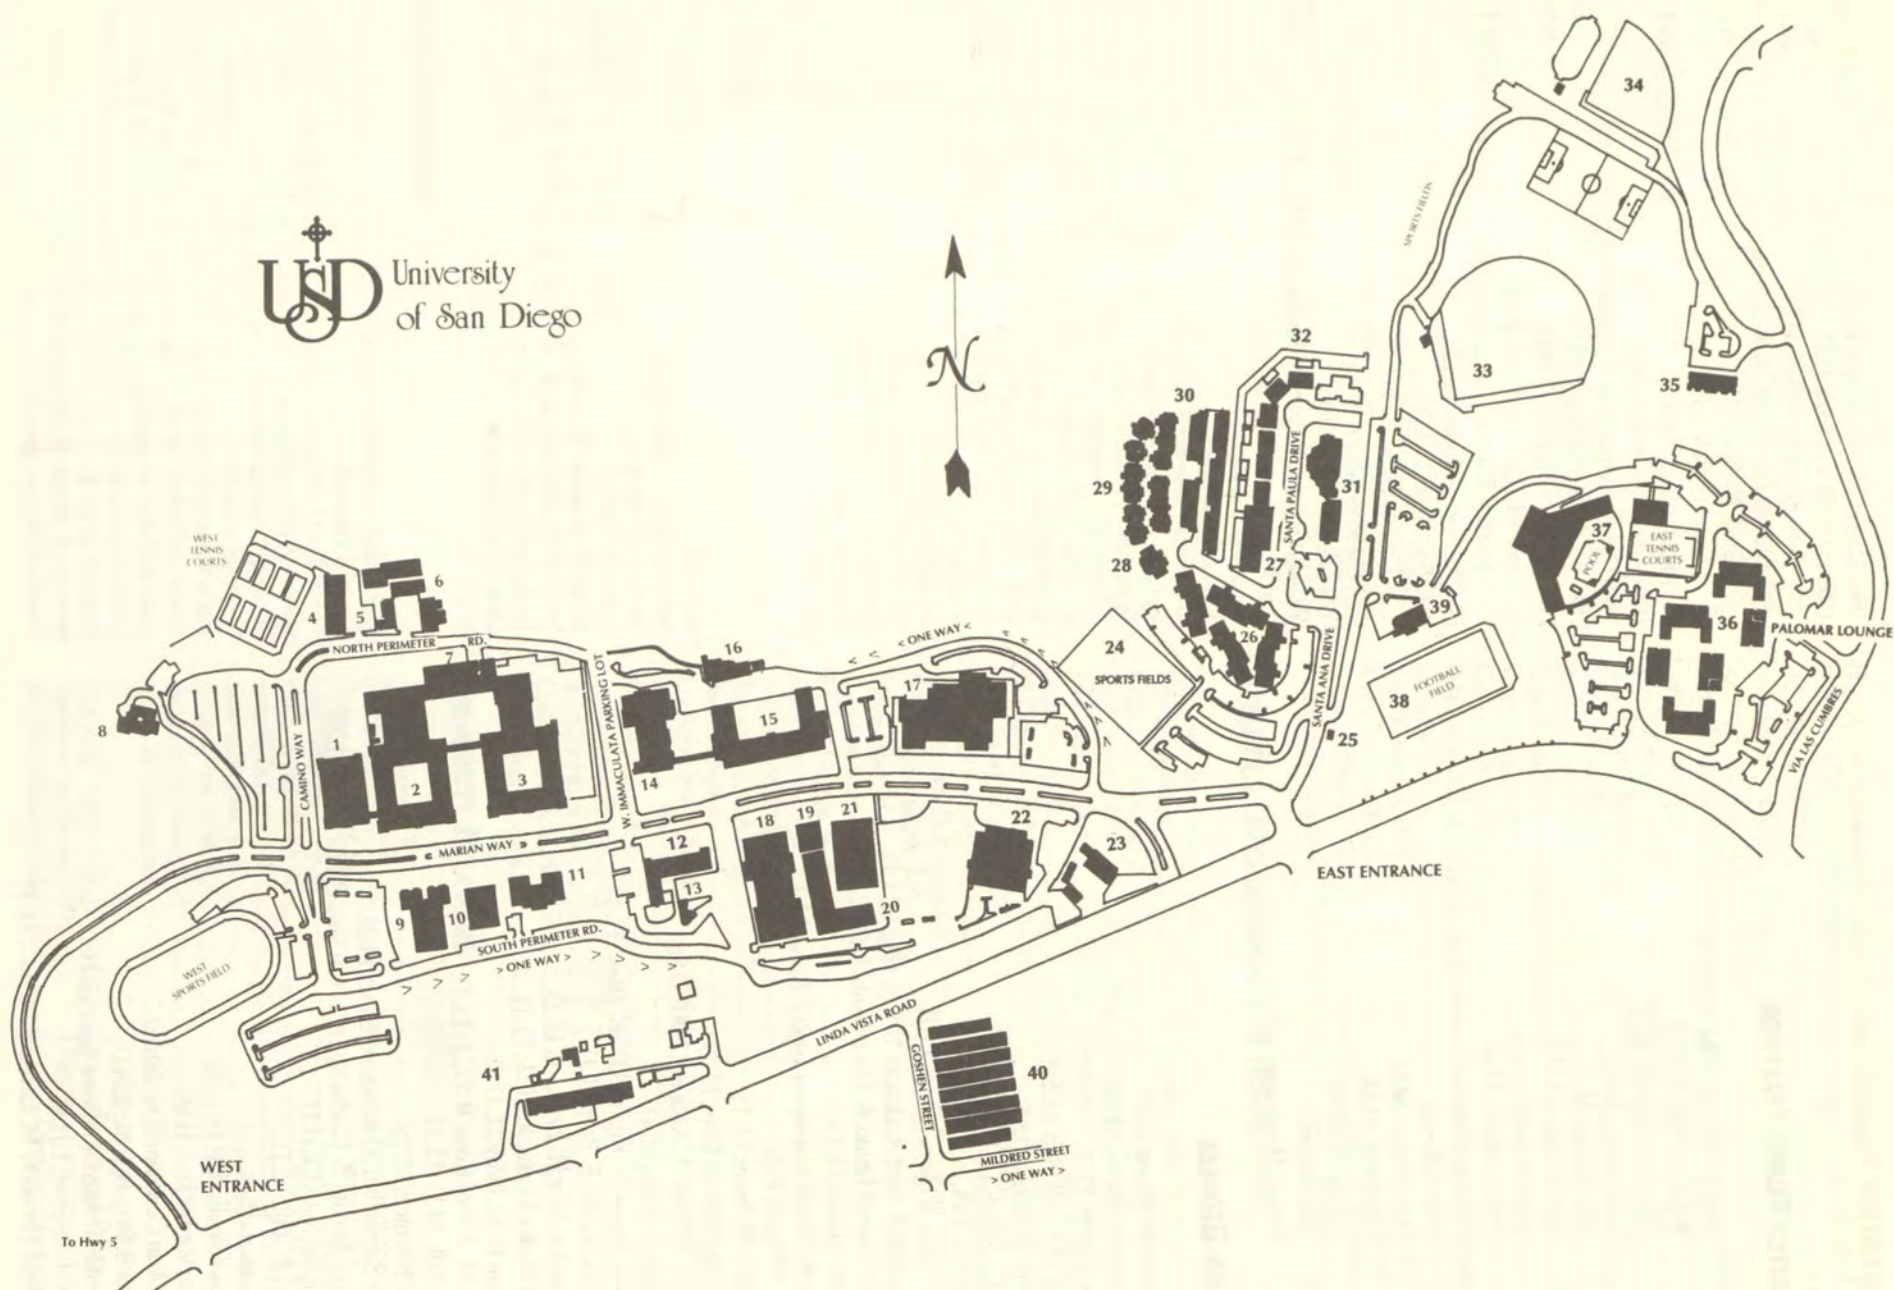 USD
University
of San Diego
N
34
SPORTS FIELDS
32
33
35
30
SANTA PAULA DRIVE
29
31
37
POOL
EAST
TENNIS
COURTS
WEST
TENNIS
COURTS
28
27
6
4
5
39
26
36
PALOMAR LOUNGE
NORTH PERIMETER RD.
< ONE WAY <
16
24
SPORTS FIELDS
SANTA ANA DRIVE
FOOTBALL
FIELD
38
7
W. IMMACULATA PARKING LOT
17
15
8
1
CAMINO WAY
25
VIA LAS CUMBRES
2
3
14
18
19
21
22
23
MARIAN WAY
12
EAST ENTRANCE
11
13
9
10
20
SOUTH PERIMETER RD.
> ONE WAY >
WEST
SPORTS FIELD
LINDA VISTA ROAD
GOSHEN STREET
41
40
MILDRED STREET
> ONE WAY >
WEST
ENTRANCE
To Hwy 5